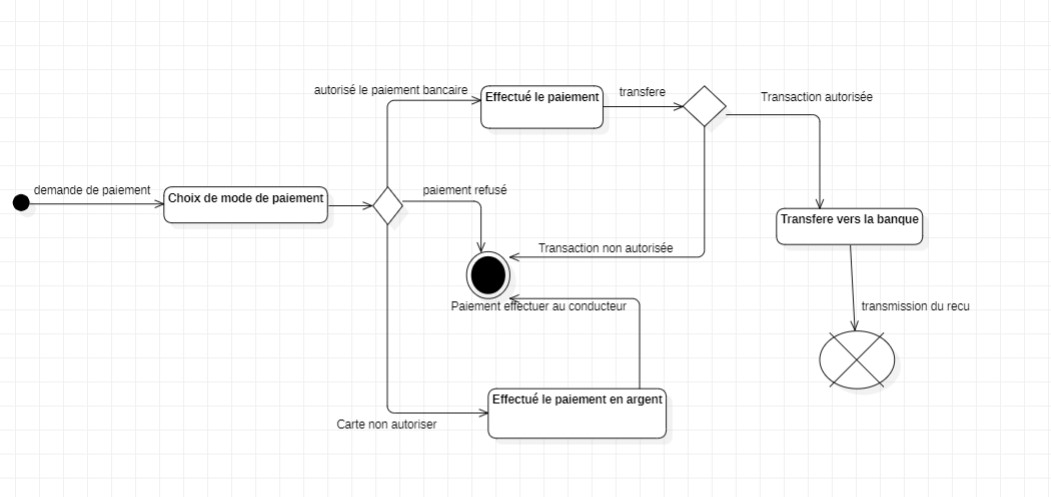 autorisé le paiement bancaire
Effectué le paiement
transfere
Transaction autorisée
demande de paiement
Choix de mode de paiement
paiement refusé
Transfere vers la banque
Transaction non autorisée
Paiement effectuer au conducteur
transmission du recu
Effectué le paiement en argent
Carte non autoriser